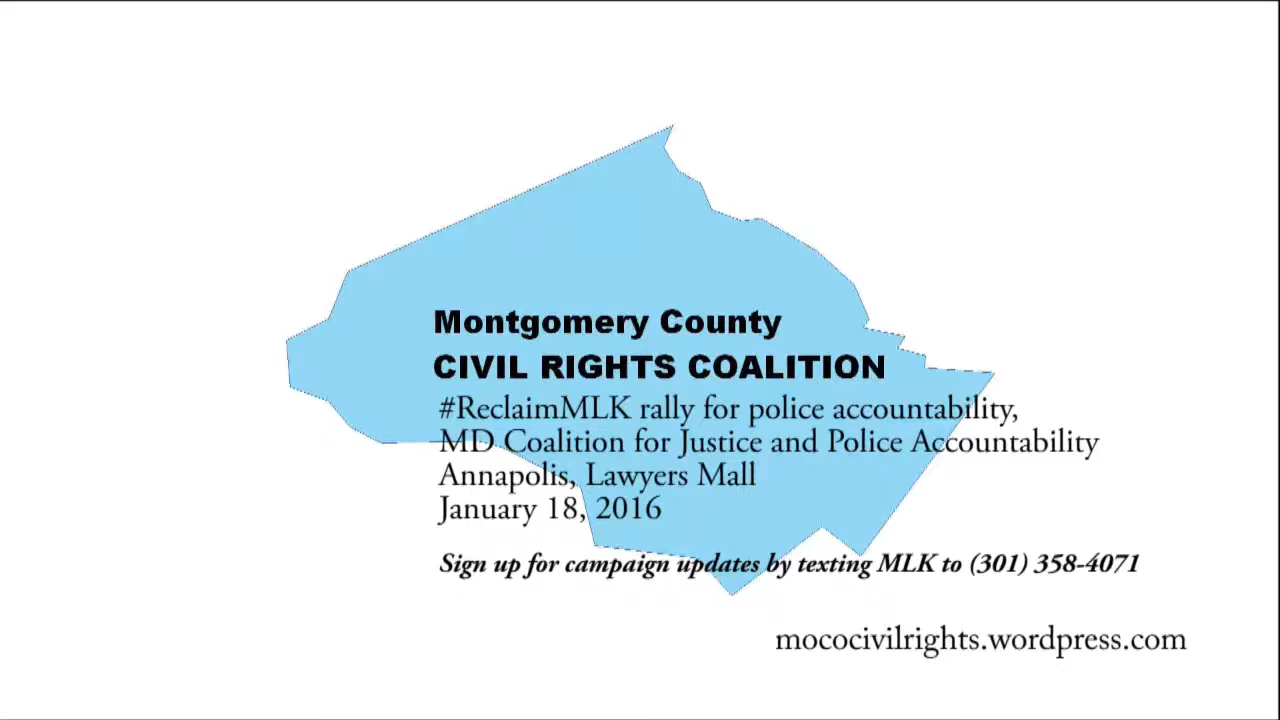 Montgomery County
CIVIL RIGHTS COALITION
#ReclaimMLK rally for police accountability,
MD Coalition for Justice and Police Accountability
Annapolis, Lawyers Mall
January 18, 2016
Sign up for campaign updates by texting MLK to (301) 358-4071
mococivilrights.wordpress.com